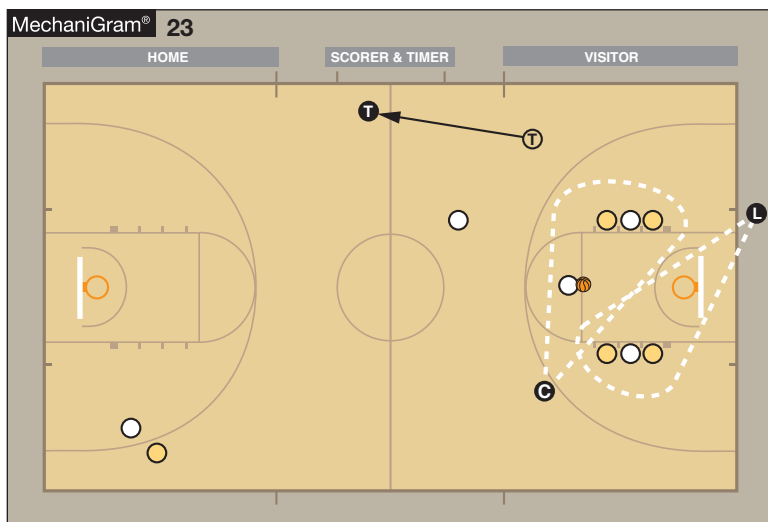 MechaniGram® 23
HOME
SCORER & TIMER
VISITOR
T
T
L
C